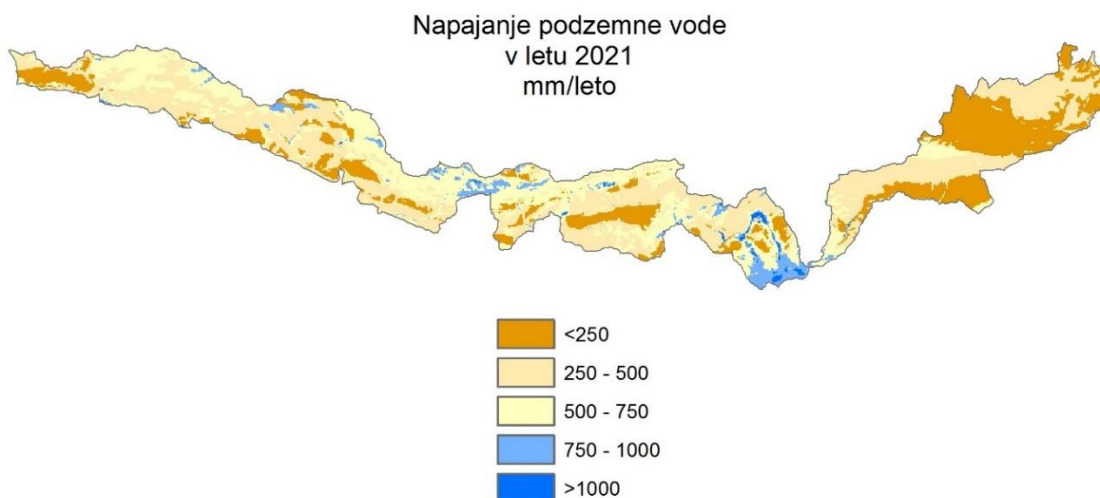 Napajanje podzemne vode
v letu 2021
mm/leto
<250
250 - 500
500 - 750
750 - 1000
>1000